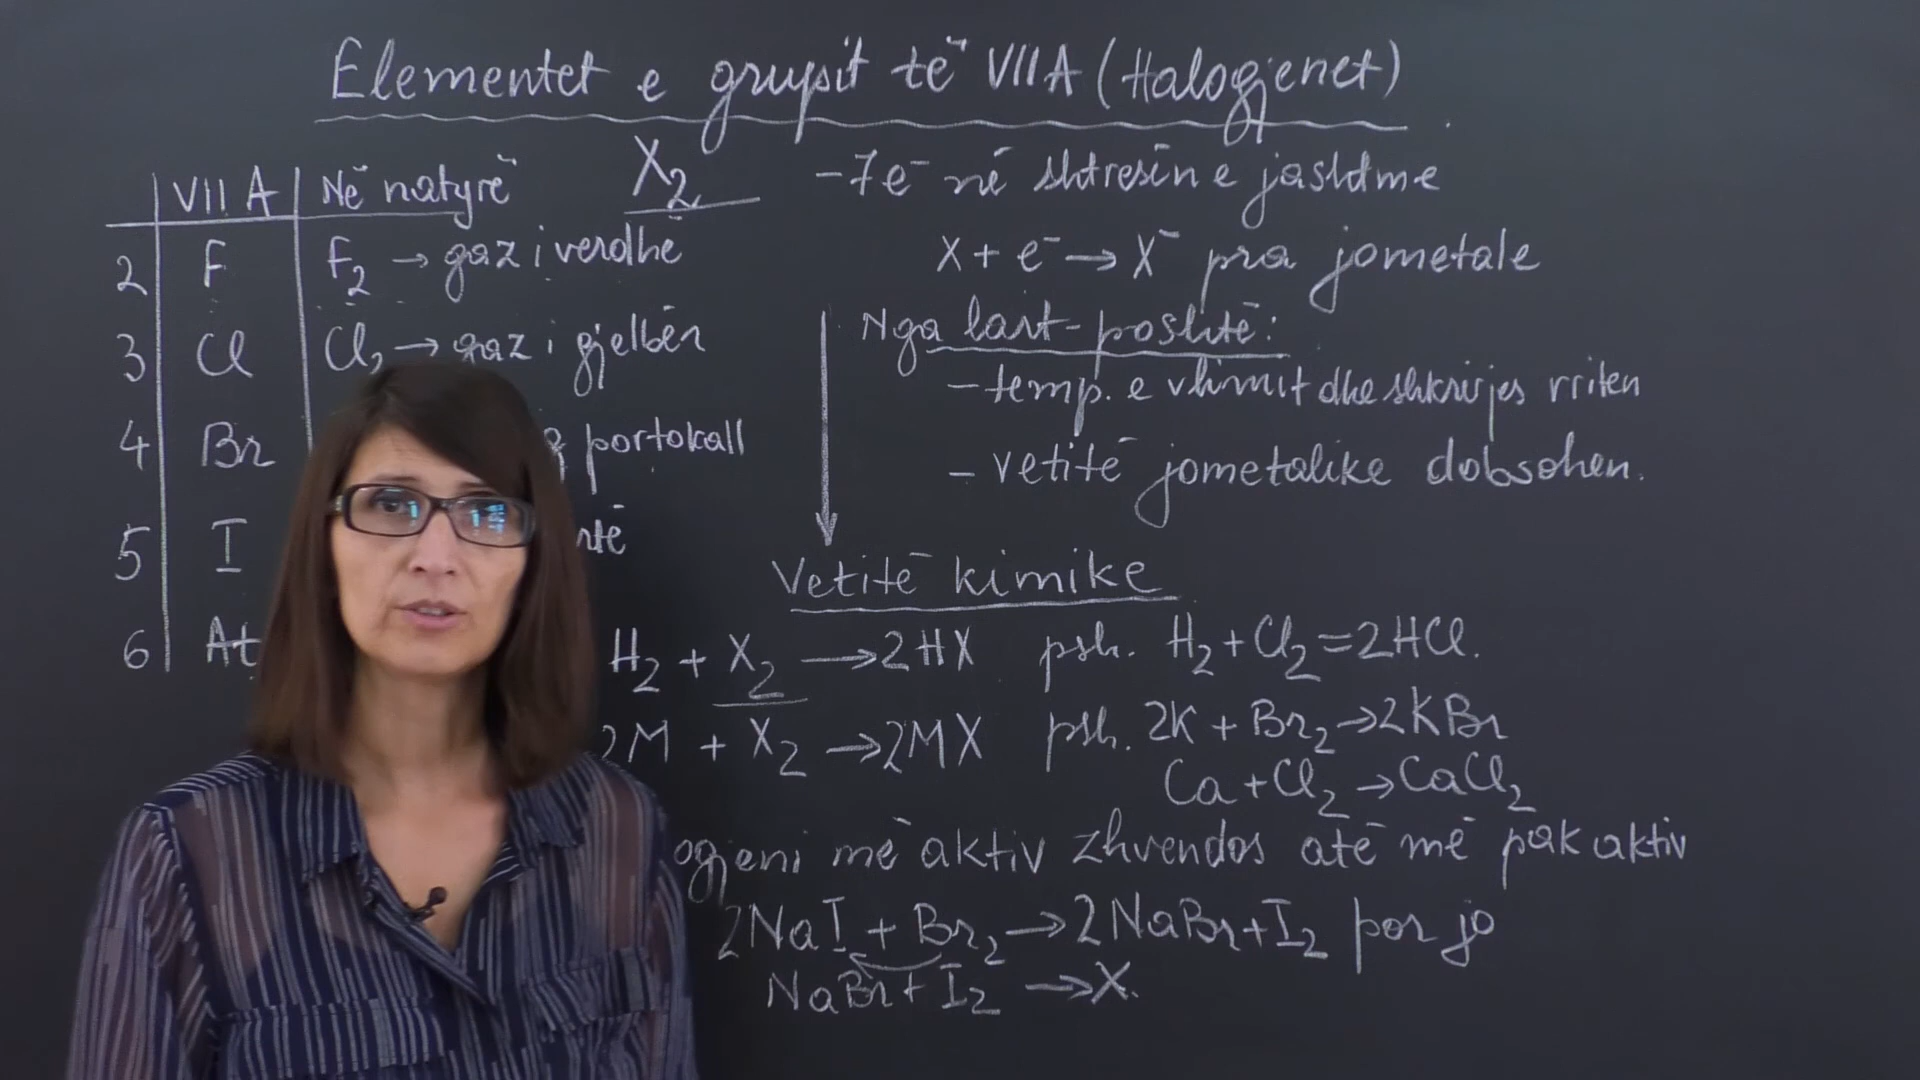 Elementet e grupit të VIIA (Halogjenet)
VII A Në natyrë X₂
2 F F₂ → gaz i verdhë
3 Cl Cl₂ → gaz i gjelbër
4 Br portokall
5 I
6 At
- 7e⁻ në shtresën e jashtme
X + e⁻ → X⁻ pra jometale
Nga lart-poshtë:
- temp. e vlimit dhe shkrirjes rriten
- vetitë jometalike dobsohen.
Vetitë kimike
H₂ + X₂ → 2HX psh. H₂ + Cl₂ = 2HCl.
2M + X₂ → 2MX psh. 2K + Br₂ → 2KBr
Ca + Cl₂ → CaCl₂
ogjeni më aktiv zhvendos atë më pak aktiv
2NaI + Br₂ → 2NaBr + I₂ por jo
NaBr + I₂ → X.